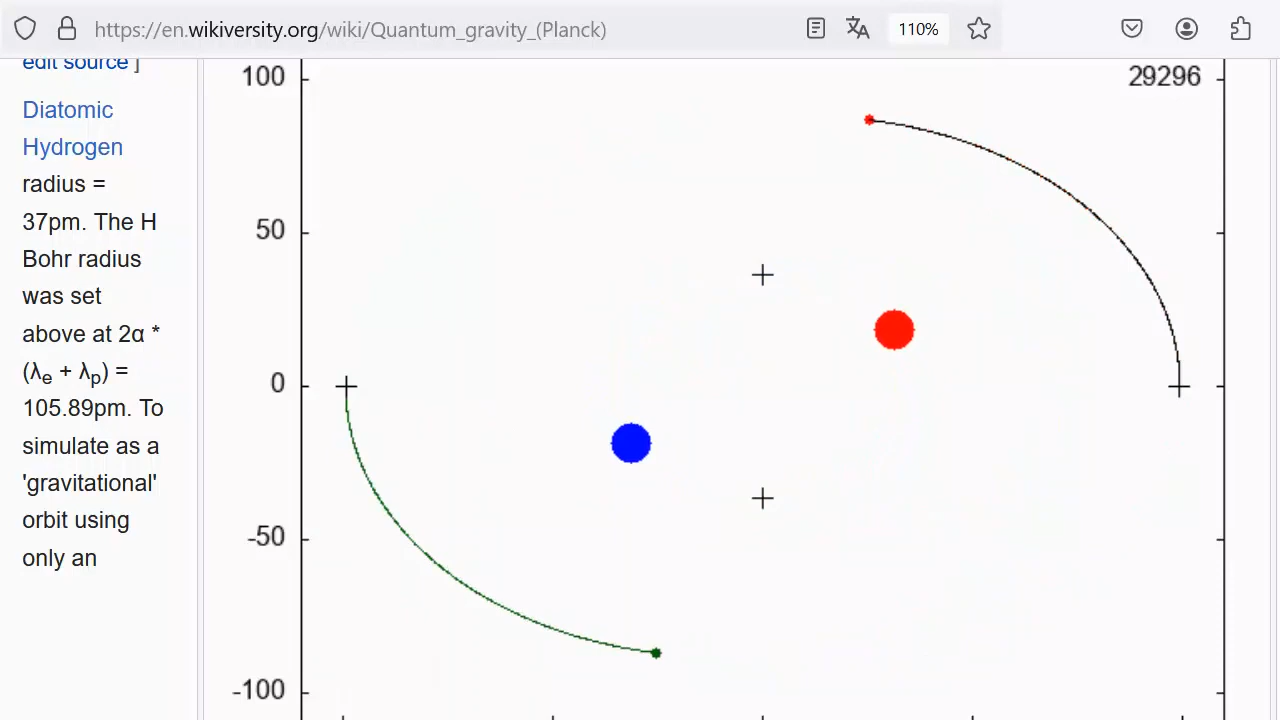 https://en.wikiversity.org/wiki/Quantum_gravity_(Planck)
110%
edit source ]
Diatomic
Hydrogen
radius =
37pm. The H
Bohr radius
was set
above at 2α *
(λe + λp) =
105.89pm. To
simulate as a
'gravitational'
orbit using
only an
100
29296
50
0
-50
-100